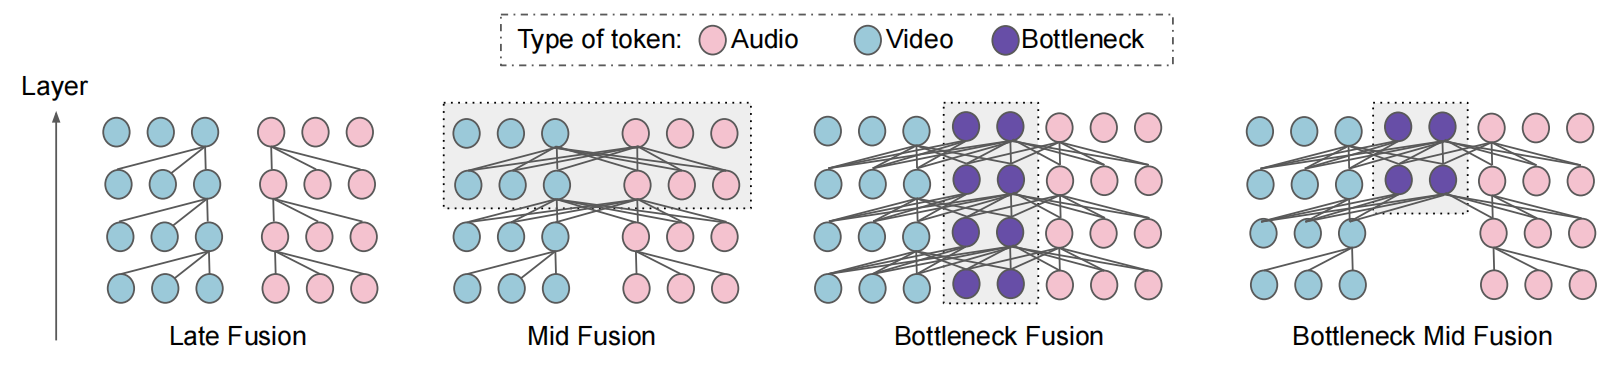 Type of token: Audio Video Bottleneck
Layer
Late Fusion Mid Fusion Bottleneck Fusion Bottleneck Mid Fusion